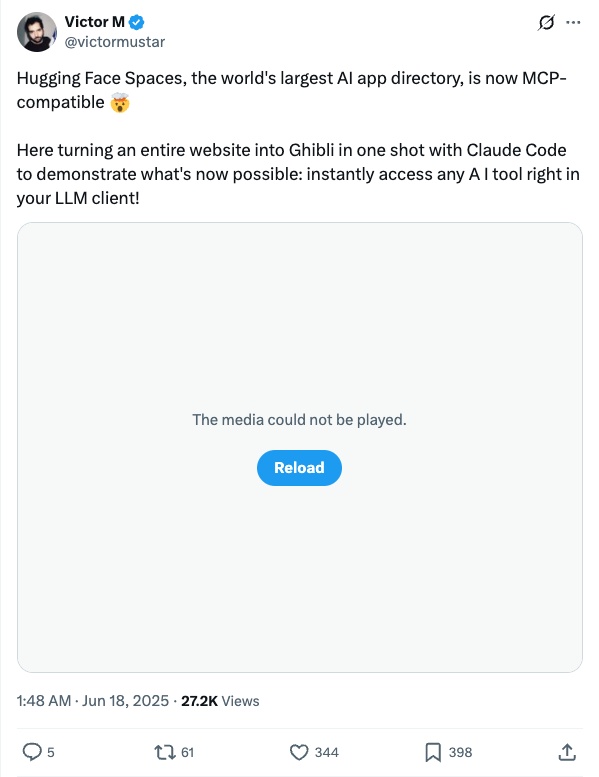 Victor M
@victormustar
Hugging Face Spaces, the world's largest AI app directory, is now MCP-
compatible 🤯
Here turning an entire website into Ghibli in one shot with Claude Code
to demonstrate what's now possible: instantly access any A I tool right in
your LLM client!
The media could not be played.
Reload
1:48 AM · Jun 18, 2025 · 27.2K Views
5 61 344 398